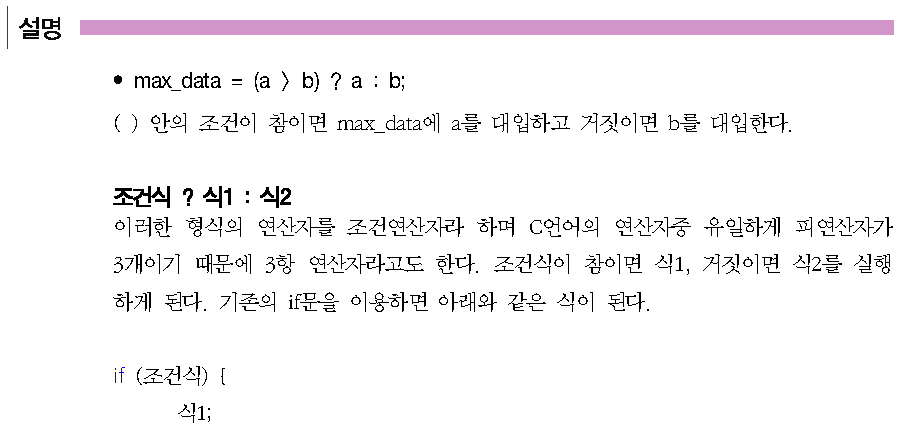 설명
• max_data = (a > b) ? a : b;
( ) 안의 조건이 참이면 max_data에 a를 대입하고 거짓이면 b를 대입한다.
조건식 ? 식1 : 식2
이러한 형식의 연산자를 조건연산자라 하며 C언어의 연산자중 유일하게 피연산자가
3개이기 때문에 3항 연산자라고도 한다. 조건식이 참이면 식1, 거짓이면 식2를 실행
하게 된다. 기존의 if문을 이용하면 아래와 같은 식이 된다.
if (조건식) {
식1;